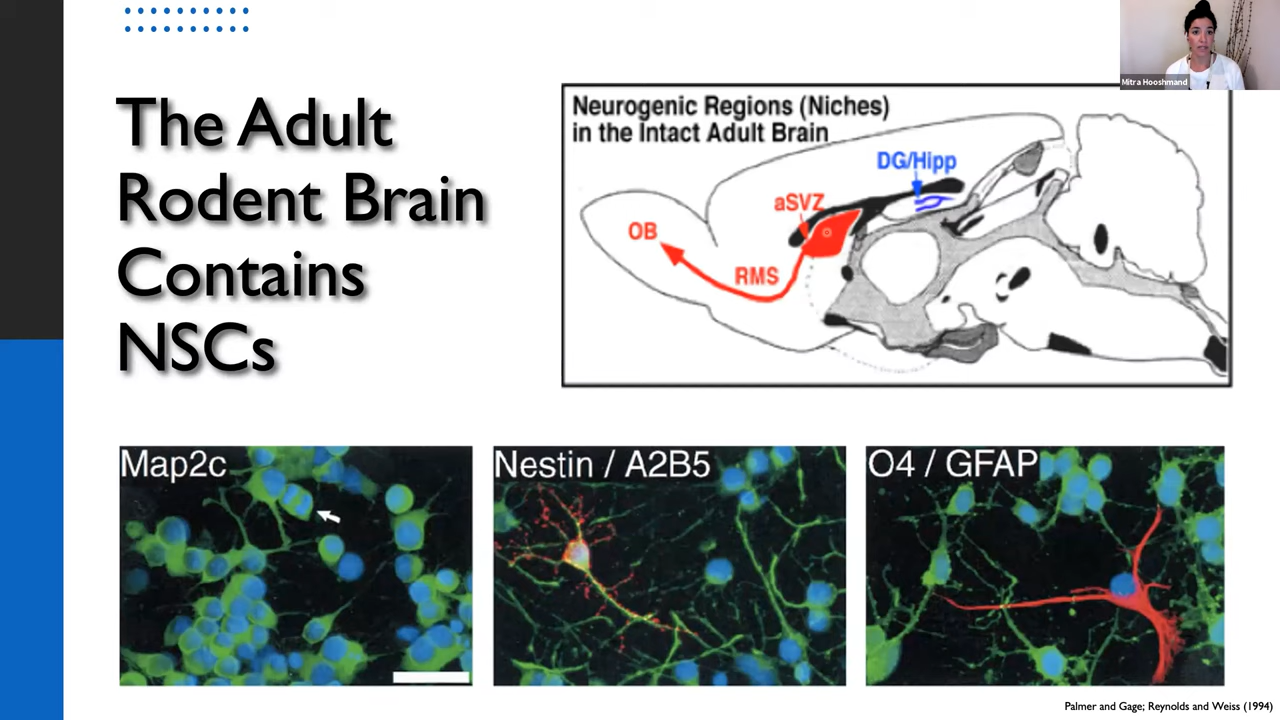 Mitra Hooshmand
The Adult
Rodent Brain
Contains
NSCs
Neurogenic Regions (Niches)
in the Intact Adult Brain
DG/Hipp
aSVZ
OB
RMS
Map2c
Nestin / A2B5
O4 / GFAP
Palmer and Gage; Reynolds and Weiss (1994)